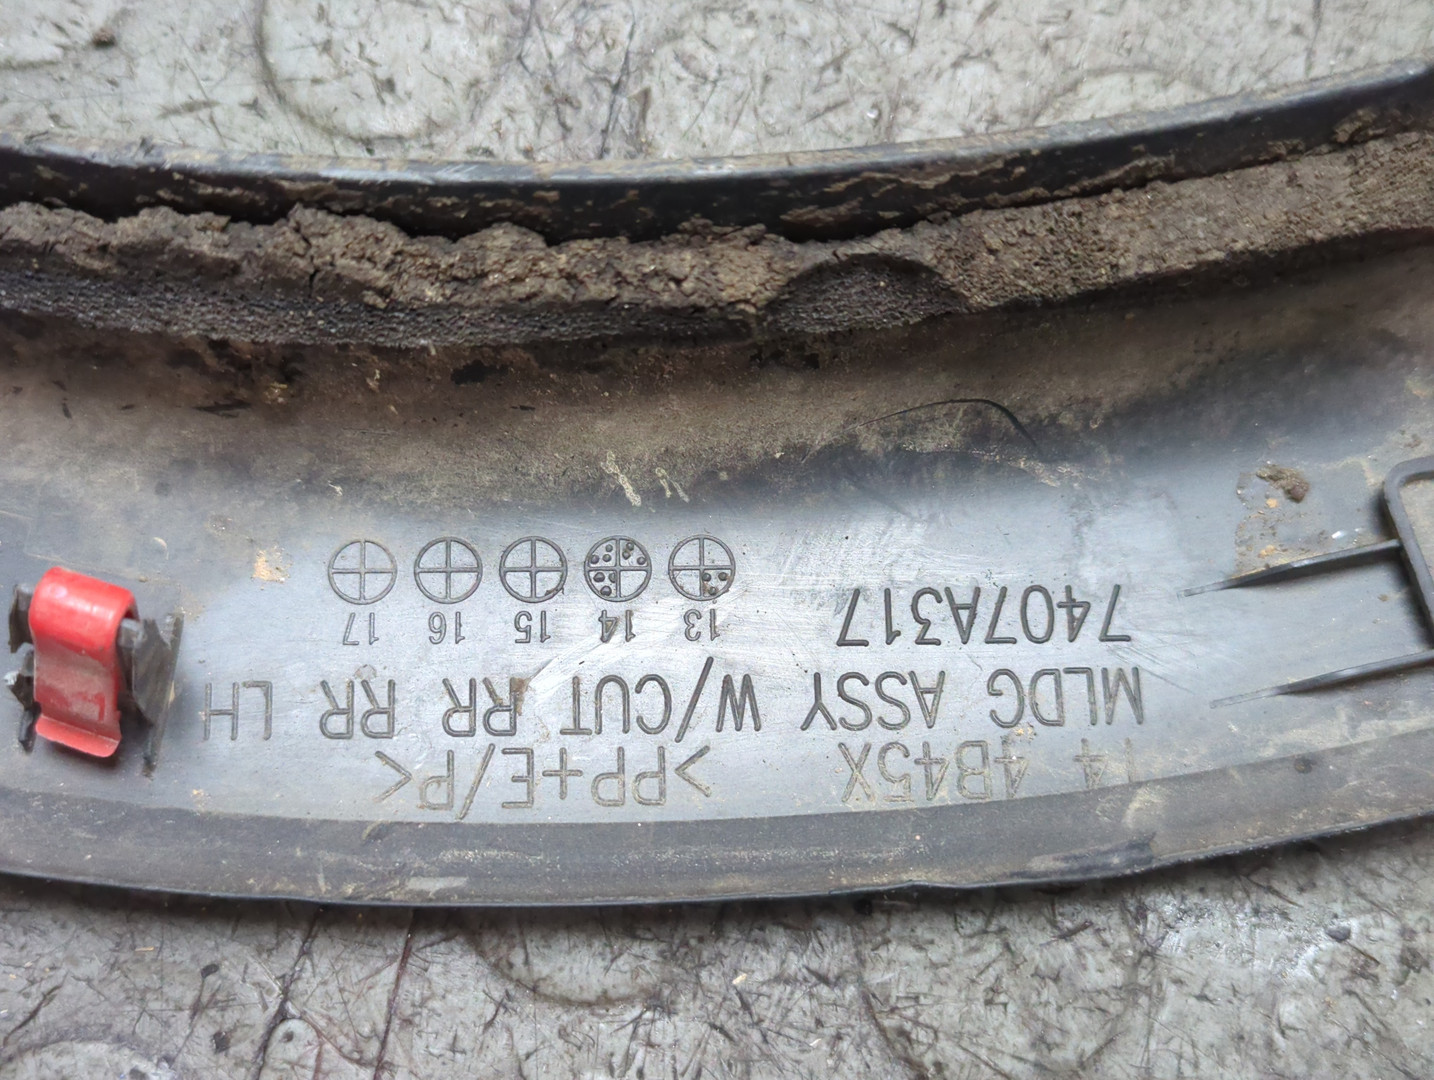 14 4B45X >PP+E/P<
MLDG ASSY W/CUT RR RR LH
7407A317
13 14 15 16 17